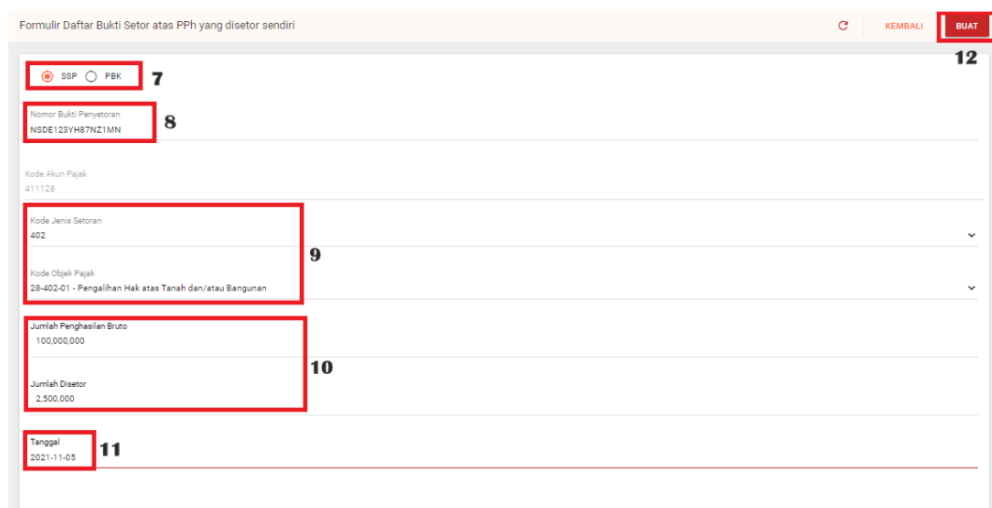 Formulir Daftar Bukti Setor atas PPh yang disetor sendiri
KEMBALI
BUAT
12
SSP PBK
7
Nomor Bukti Penyetoran
NSDE123YH87NZ1MN
8
Kode Akun Pajak
411128
Kode Jenis Setoran
402
9
Kode Objek Pajak
28-402-01 - Pengalihan Hak atas Tanah dan/atau Bangunan
Jumlah Penghasilan Bruto
100,000,000
10
Jumlah Disetor
2,500,000
Tanggal
2021-11-05
11